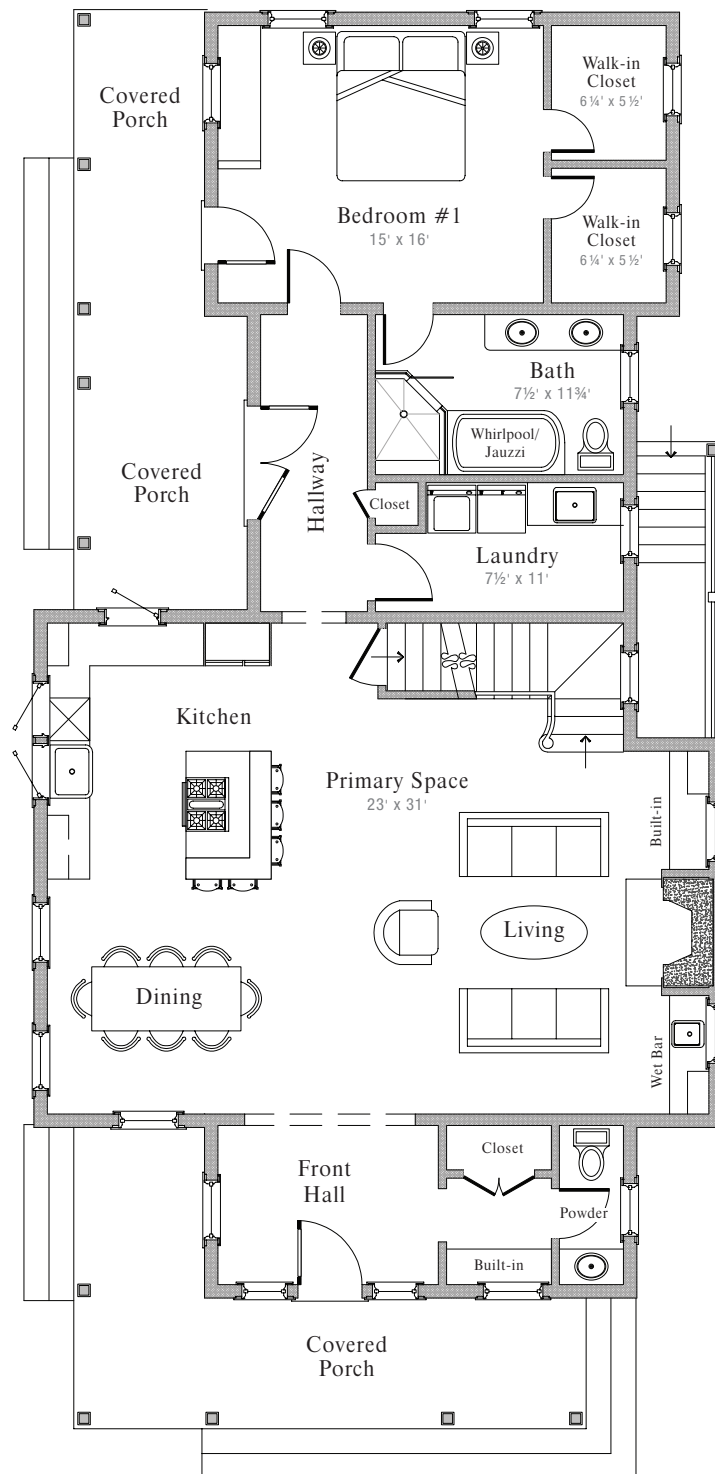 Covered
Porch
Walk-in
Closet
6¼' x 5½'
Bedroom #1
15' x 16'
Walk-in
Closet
6¼' x 5½'
Bath
7½' x 11¾'
Whirlpool/
Jauzzi
Covered
Porch
Hallway
Closet
Laundry
7½' x 11'
Kitchen
Primary Space
23' x 31'
Built-in
Living
Dining
Wet Bar
Front
Hall
Closet
Powder
Built-in
Covered
Porch